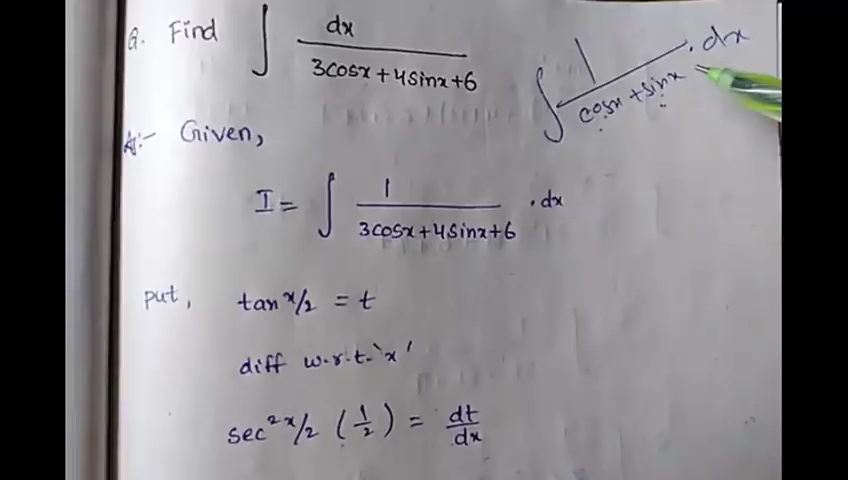 Q. Find ∫ dx / 3cosx+4sinx+6
∫ 1 / cosx+sinx . dx
A:- Given,
I = ∫ 1 / 3cosx+4sinx+6 . dx
put, tan x/2 = t
diff w.r.t. 'x'
sec² x/2 (1/2) = dt/dx